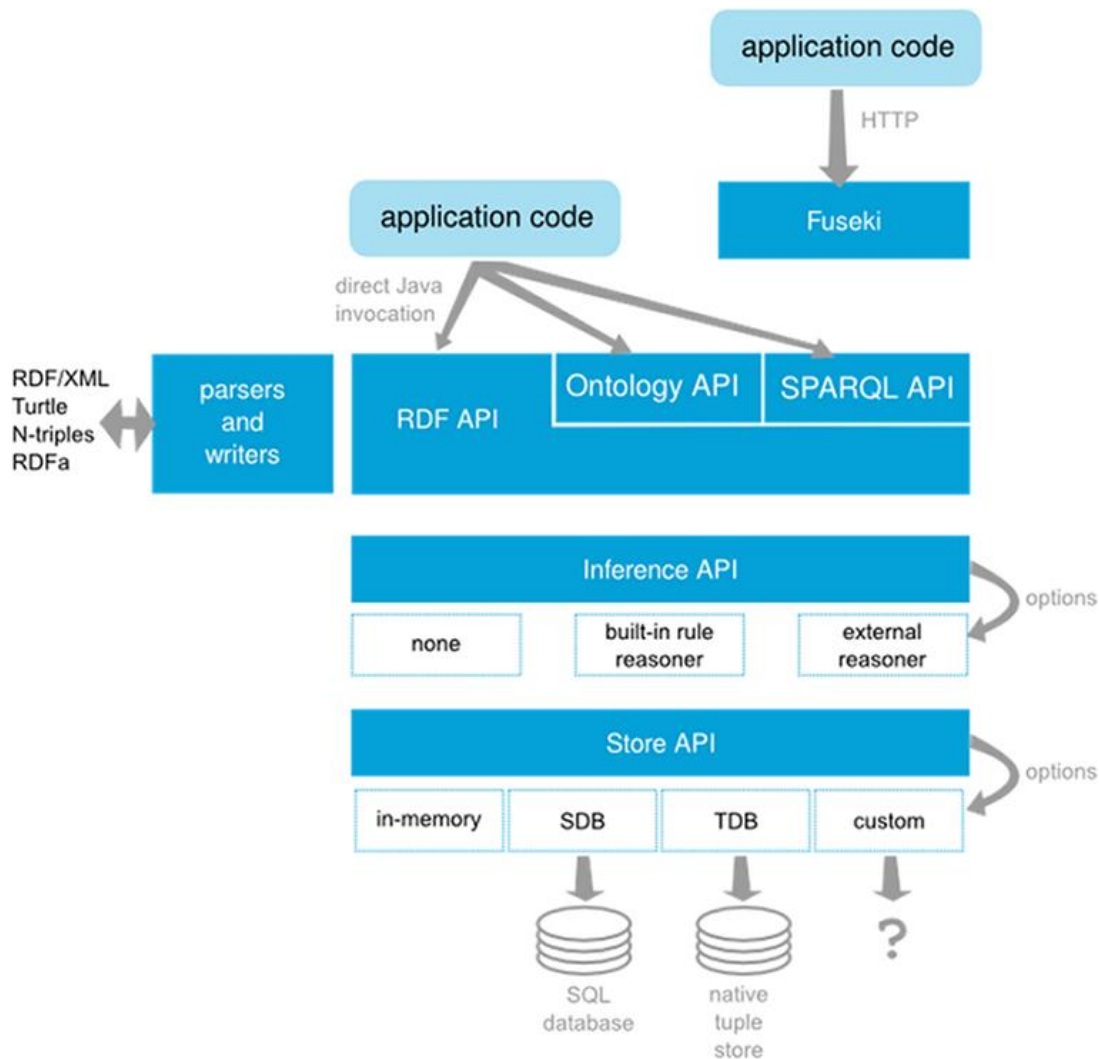 application code
HTTP
Fuseki
application code
direct Java
invocation
RDF/XML
Turtle
N-triples
RDFa
parsers
and
writers
RDF API
Ontology API
SPARQL API
Inference API
options
none
built-in rule
reasoner
external
reasoner
Store API
options
in-memory
SDB
TDB
custom
SQL
database
native
tuple
store
?